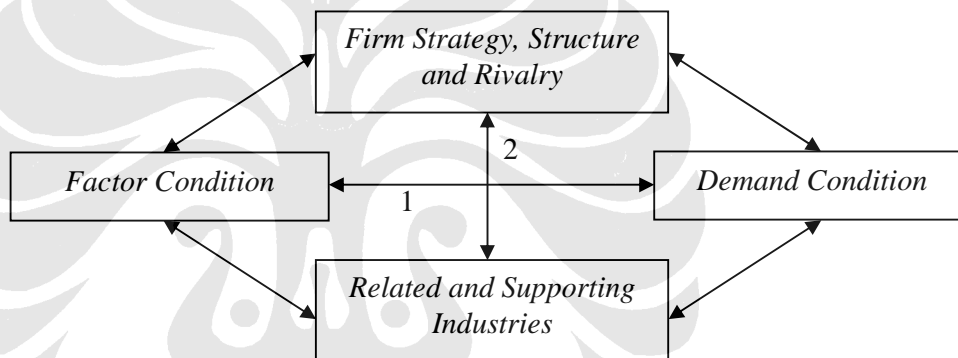 Firm Strategy, Structure
and Rivalry
2
Factor Condition
Demand Condition
1
Related and Supporting
Industries